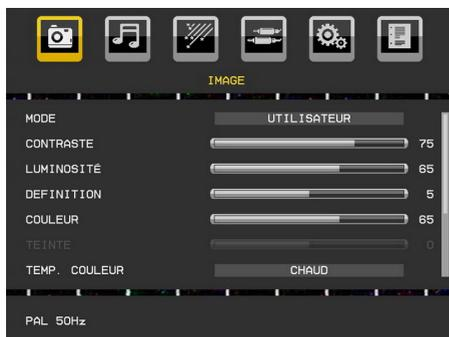 IMAGE
MODE UTILISATEUR
CONTRASTE 75
LUMINOSITÉ 65
DEFINITION 5
COULEUR 65
TEINTE 0
TEMP. COULEUR CHAUD
PAL 50Hz